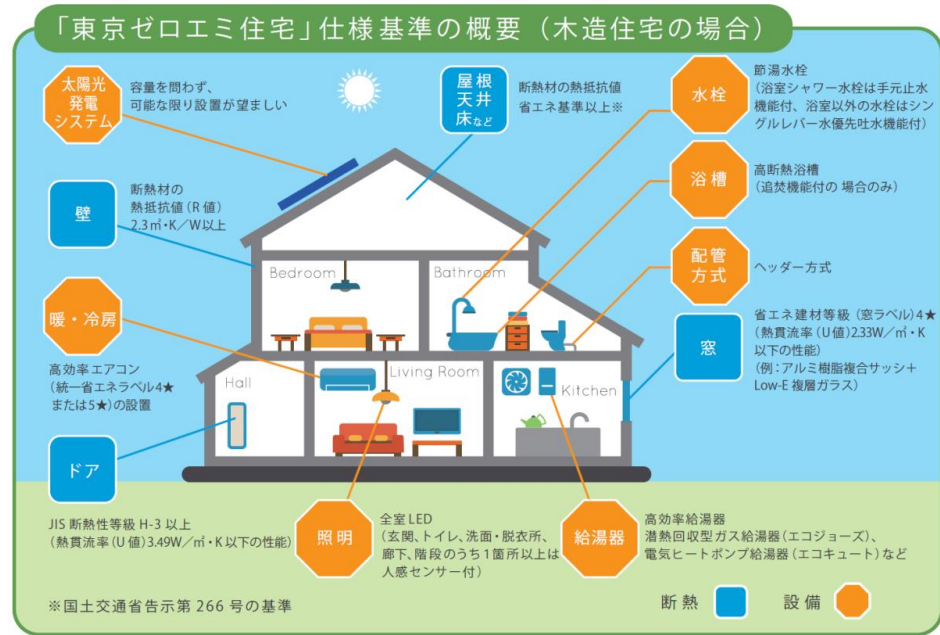 「東京ゼロエミ住宅」仕様基準の概要（木造住宅の場合）
太陽光
発電
システム
容量を問わず、
可能な限り設置が望ましい
屋根
天井
床など
断熱材の熱抵抗値
省エネ基準以上※
水栓
節湯水栓
（浴室シャワー水栓は手元止水
機能付、浴室以外の水栓はシン
グルレバー水優先吐水機能付）
壁
断熱材の
熱抵抗値（R値）
2.3㎡・K／W以上
浴槽
高断熱浴槽
（追焚機能付の 場合のみ）
配管
方式
ヘッダー方式
Bedroom
Bathroom
暖・冷房
高効率エアコン
（統一省エネラベル4★
または5★）の設置
窓
省エネ建材等級（窓ラベル）4★
（熱貫流率（U値）2.33W／㎡・K
以下の性能）
（例：アルミ樹脂複合サッシ＋
Low-E 複層ガラス）
Hall
Living Room
Kitchen
ドア
JIS 断熱性等級 H-3 以上
（熱貫流率（U値）3.49W／㎡・K以下の性能）
照明
全室LED
（玄関、トイレ、洗面・脱衣所、
廊下、階段のうち1箇所以上は
人感センサー付）
給湯器
高効率給湯器
潜熱回収型ガス給湯器（エコジョーズ）、
電気ヒートポンプ給湯器（エコキュート）など
※国土交通省告示第 266 号の基準
断熱
設備